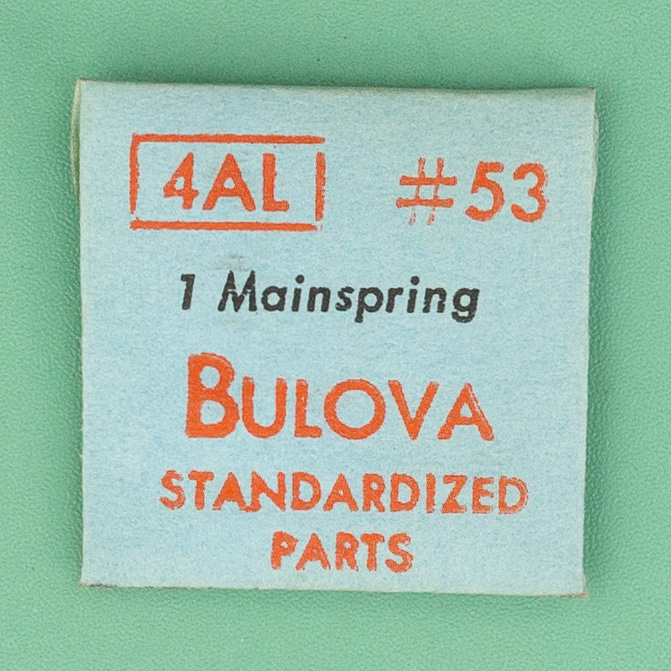 4AL #53
1 Mainspring
BULOVA
STANDARDIZED
PARTS